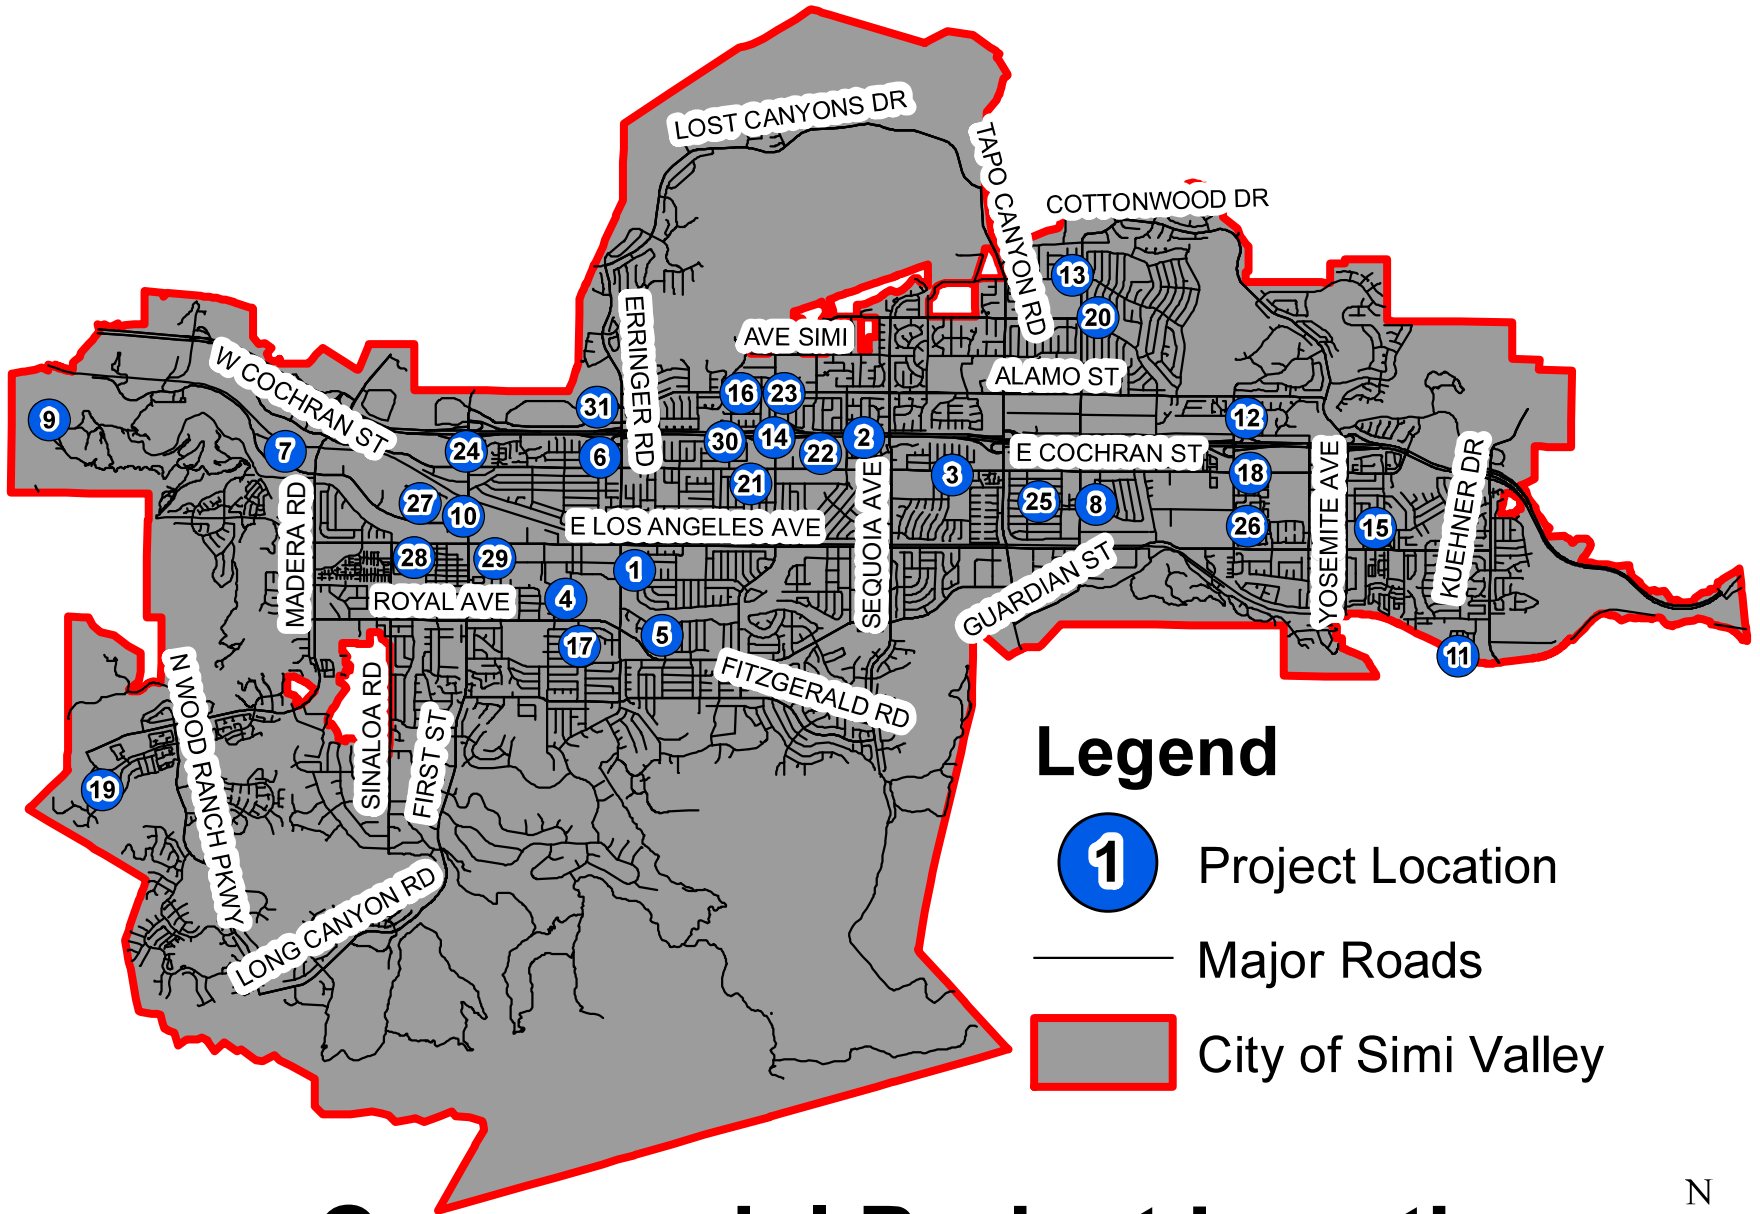 LOST CANYONS DR
TAPO CANYON RD
COTTONWOOD DR
13
20
ERRINGER RD
AVE SIMI
ALAMO ST
W COCHRAN ST
16
23
31
9
12
7
24
6
30
14
22
2
E COCHRAN ST
3
18
21
YOSEMITE AVE
KUEHNER DR
MADERA RD
27
10
25
8
E LOS ANGELES AVE
SEQUOIA AVE
26
15
28
29
1
GUARDIAN ST
ROYAL AVE
4
5
17
11
N WOOD RANCH PKWY
SINALOA RD
FIRST ST
FITZGERALD RD
19
LONG CANYON RD
Legend
1 Project Location
Major Roads
City of Simi Valley
N